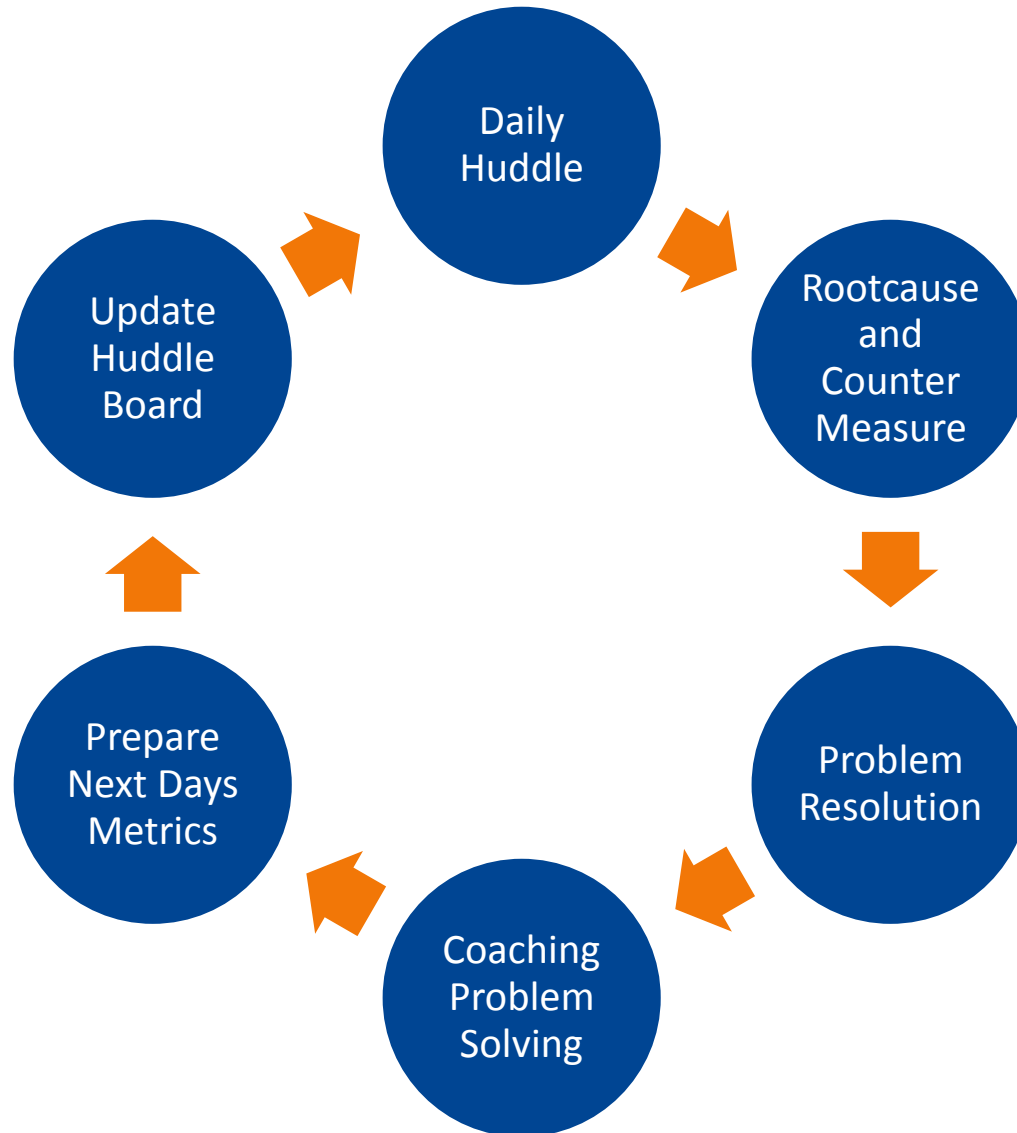 Daily
Huddle
Rootcause
and
Counter
Measure
Problem
Resolution
Coaching
Problem
Solving
Prepare
Next Days
Metrics
Update
Huddle
Board